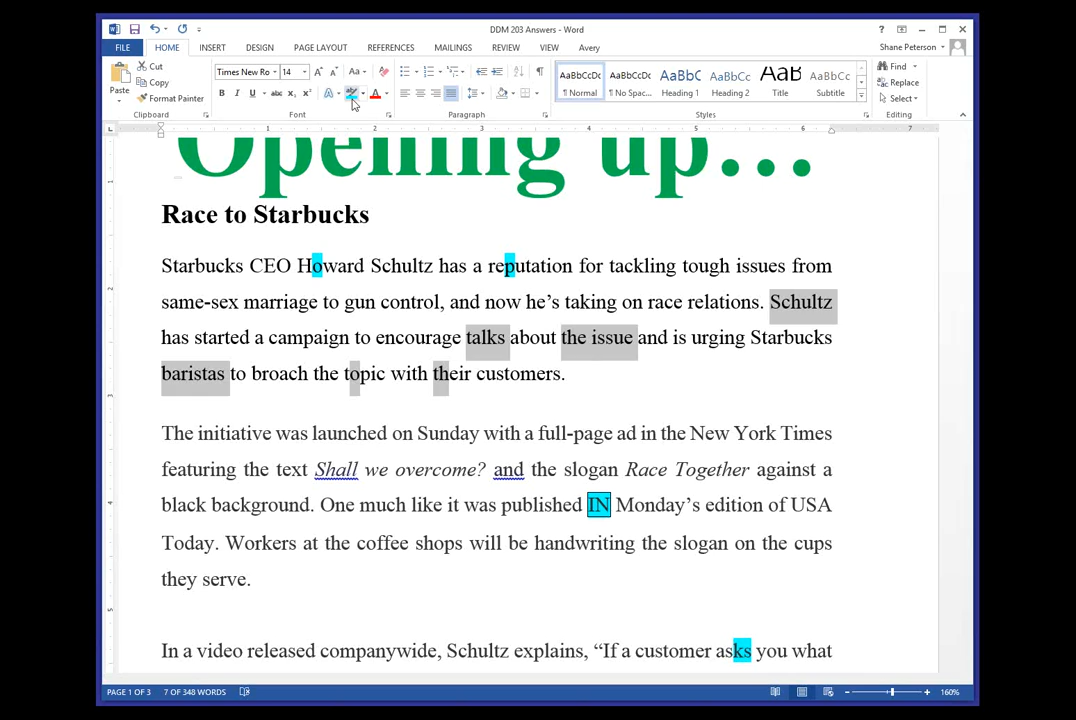 DDM 203 Answers - Word
FILE HOME INSERT DESIGN PAGE LAYOUT REFERENCES MAILINGS REVIEW VIEW Avery
Shane Peterson
Cut
Copy
Format Painter
Paste
Times New Ro 14
Aa
AaBbCcDc AaBbCcDc AaBbC AaBbCc AaB AaBbCc
¶ Normal ¶ No Spac... Heading 1 Heading 2 Title Subtitle
Find
Replace
Select
Clipboard Font Paragraph Styles Editing
1 2 3 4 5 6 7
Opening up…
Race to Starbucks
Starbucks CEO Howard Schultz has a reputation for tackling tough issues from
same-sex marriage to gun control, and now he’s taking on race relations. Schultz
has started a campaign to encourage talks about the issue and is urging Starbucks
baristas to broach the topic with their customers.
The initiative was launched on Sunday with a full-page ad in the New York Times
featuring the text Shall we overcome? and the slogan Race Together against a
black background. One much like it was published IN Monday’s edition of USA
Today. Workers at the coffee shops will be handwriting the slogan on the cups
they serve.
In a video released companywide, Schultz explains, “If a customer asks you what
PAGE 1 OF 3 7 OF 348 WORDS
160%